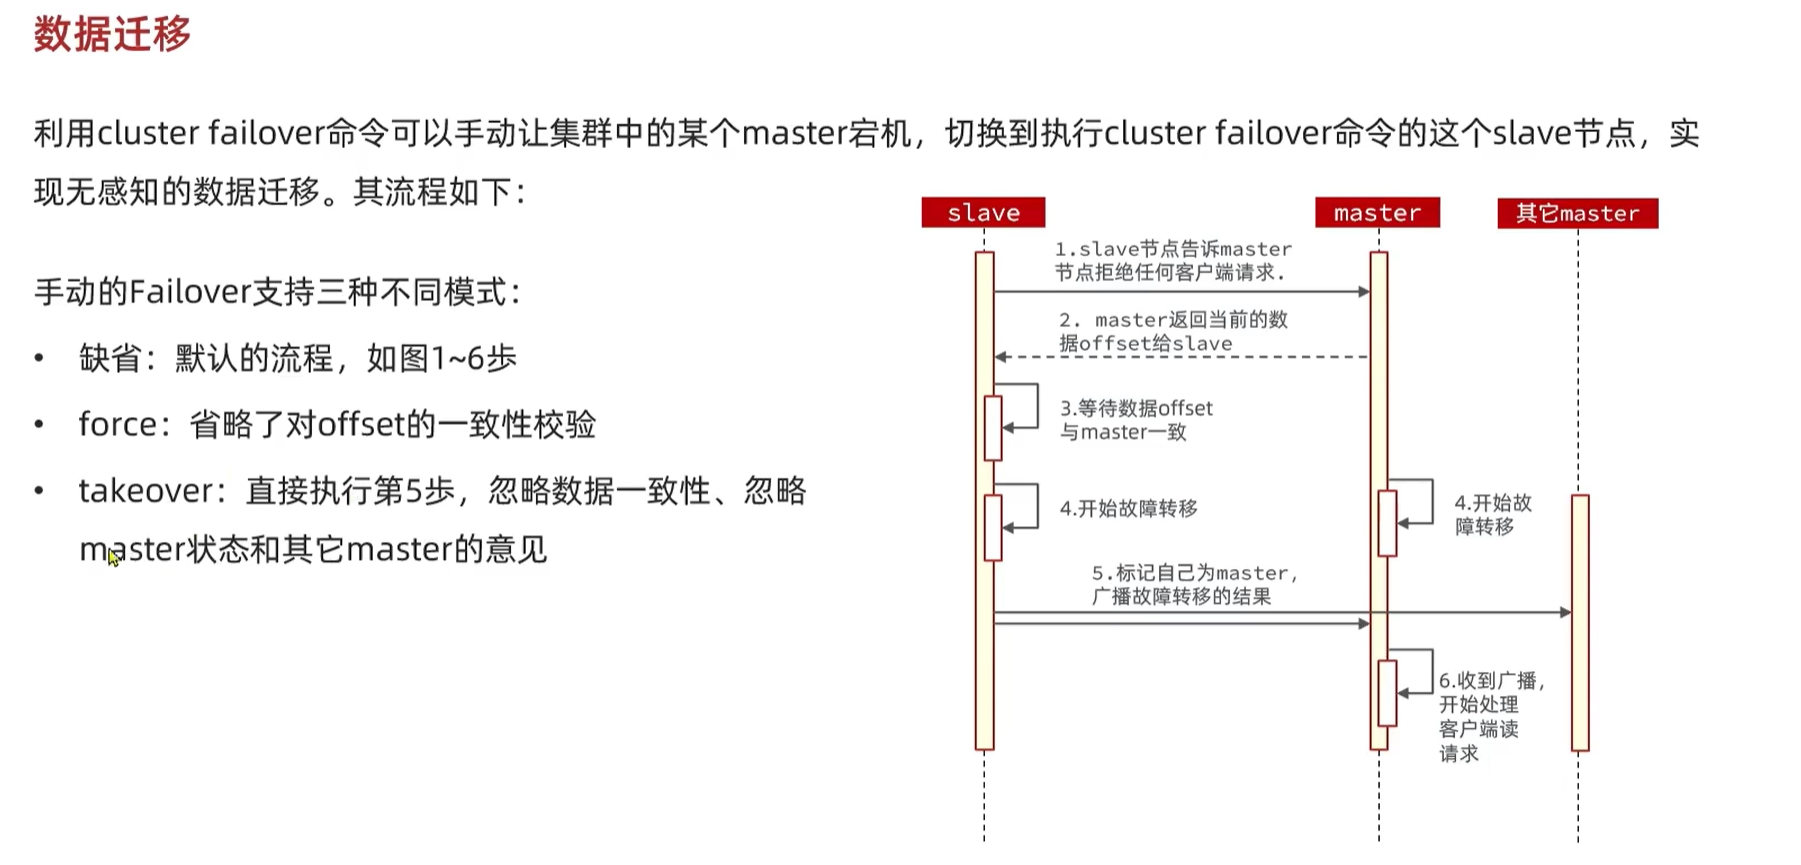 数据迁移
利用cluster failover命令可以手动让集群中的某个master宕机，切换到执行cluster failover命令的这个slave节点，实
现无感知的数据迁移。其流程如下：
手动的Failover支持三种不同模式：
• 缺省：默认的流程，如图1~6歩
• force：省略了对offset的一致性校验
• takeover：直接执行第5歩，忽略数据一致性、忽略
master状态和其它master的意见
slave
master
其它master
1.slave节点告诉master
节点拒绝任何客户端请求.
2. master返回当前的数
据offset给slave
3.等待数据offset
与master一致
4.开始故障转移
4.开始故
障转移
5.标记自己为master,
广播故障转移的结果
6.收到广播，
开始处理
客户端读
请求